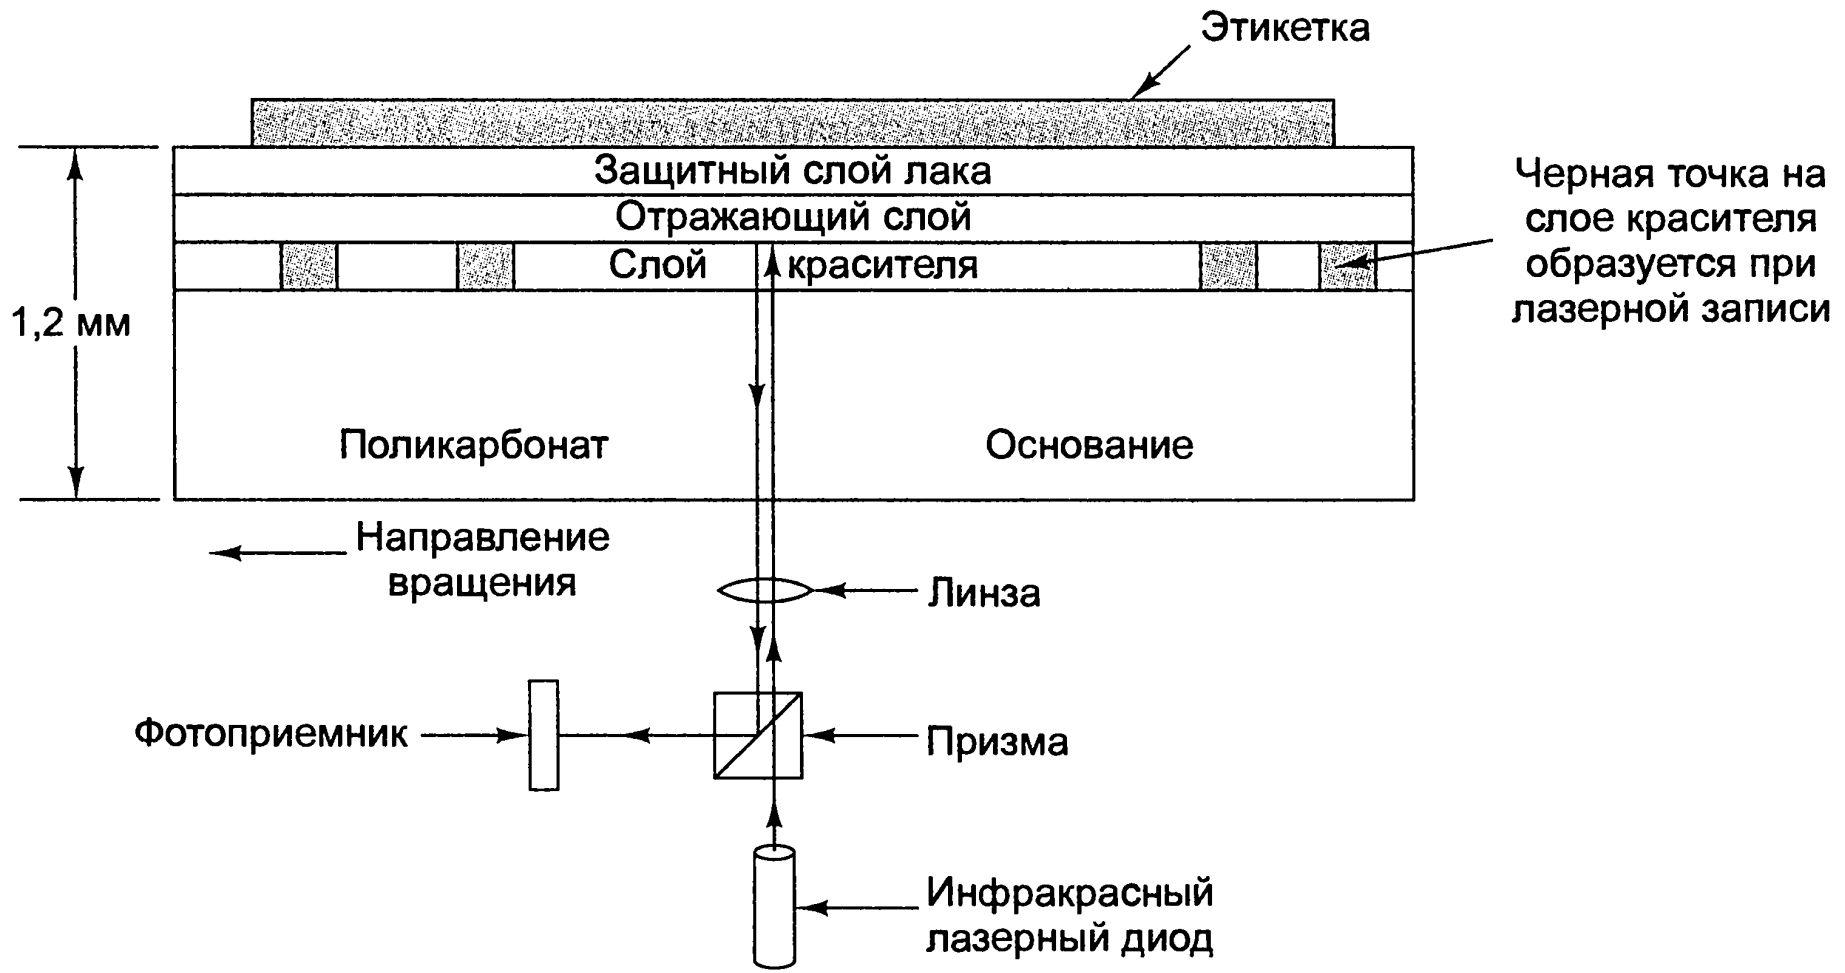 Этикетка
Защитный слой лака
Отражающий слой
Слой красителя
Черная точка на
слое красителя
образуется при
лазерной записи
1,2 мм
Поликарбонат
Основание
Направление
вращения
Линза
Фотоприемник
Призма
Инфракрасный
лазерный диод